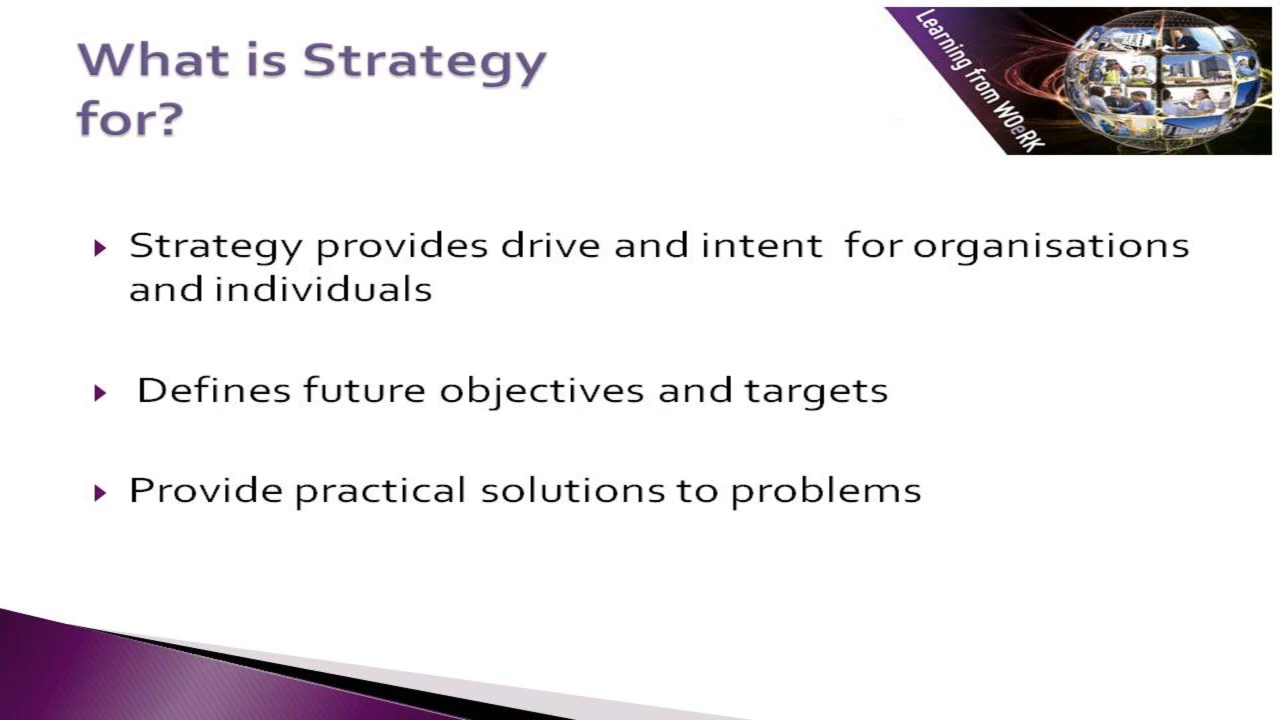 What is Strategy
for?
Learning from WOeRK
Strategy provides drive and intent for organisations
and individuals
Defines future objectives and targets
Provide practical solutions to problems